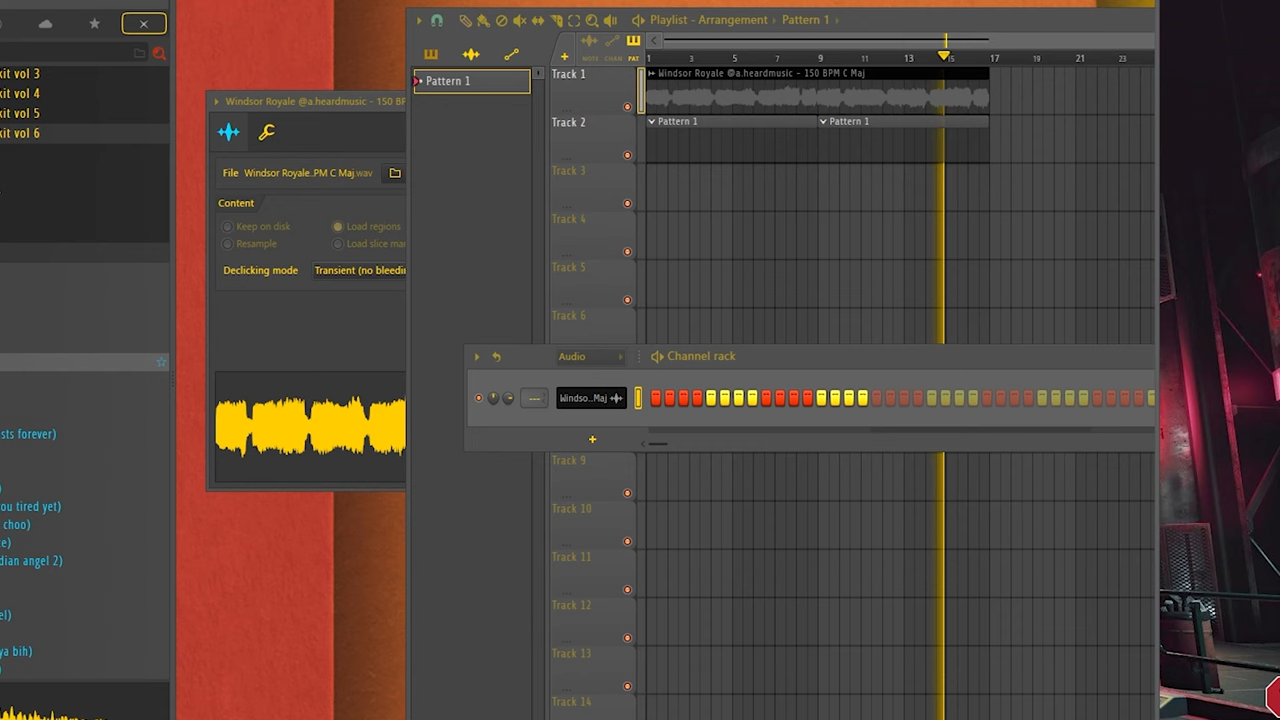 Playlist - Arrangement › Pattern 1 ›
kit vol 3
kit vol 4
kit vol 5
kit vol 6
NOTE CHAN PAT
1 3 5 7 9 11 13 15 17 19 21 23
Pattern 1
Track 1
Windsor Royale @a.heardmusic - 150 BPM C Maj
Track 2
Pattern 1
Pattern 1
Track 3
Track 4
Track 5
Track 6
Windsor Royale @a.heardmusic - 150 BP
File Windsor Royale..PM C Maj.wav
Content
Keep on disk
Load regions
Resample
Load slice ma
Declicking mode
Transient (no bleedin
Audio
Channel rack
Windso..Maj
Track 9
Track 10
Track 11
Track 12
Track 13
Track 14
sts forever)
ou tired yet)
choo)
dian angel 2)
el)
ya bih)